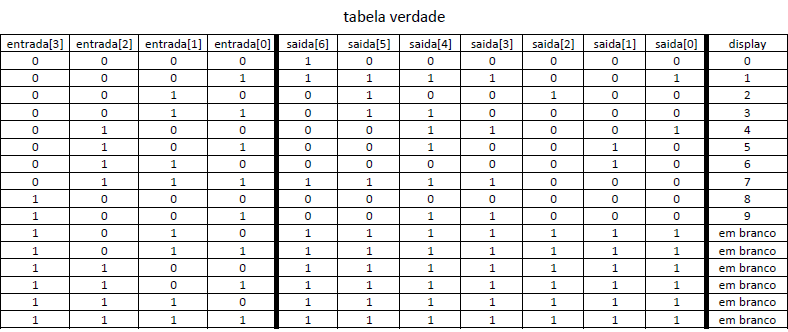 tabela verdade
entrada[3] entrada[2] entrada[1] entrada[0] saida[6] saida[5] saida[4] saida[3] saida[2] saida[1] saida[0] display
0 0 0 0 1 0 0 0 0 0 0 0
0 0 0 1 1 1 1 1 0 0 1 1
0 0 1 0 0 1 0 0 1 0 0 2
0 0 1 1 0 1 1 0 0 0 0 3
0 1 0 0 0 0 1 1 0 0 1 4
0 1 0 1 0 0 1 0 0 1 0 5
0 1 1 0 0 0 0 0 0 1 0 6
0 1 1 1 1 1 1 1 0 0 0 7
1 0 0 0 0 0 0 0 0 0 0 8
1 0 0 1 0 0 1 1 0 0 0 9
1 0 1 0 1 1 1 1 1 1 1 em branco
1 0 1 1 1 1 1 1 1 1 1 em branco
1 1 0 0 1 1 1 1 1 1 1 em branco
1 1 0 1 1 1 1 1 1 1 1 em branco
1 1 1 0 1 1 1 1 1 1 1 em branco
1 1 1 1 1 1 1 1 1 1 1 em branco